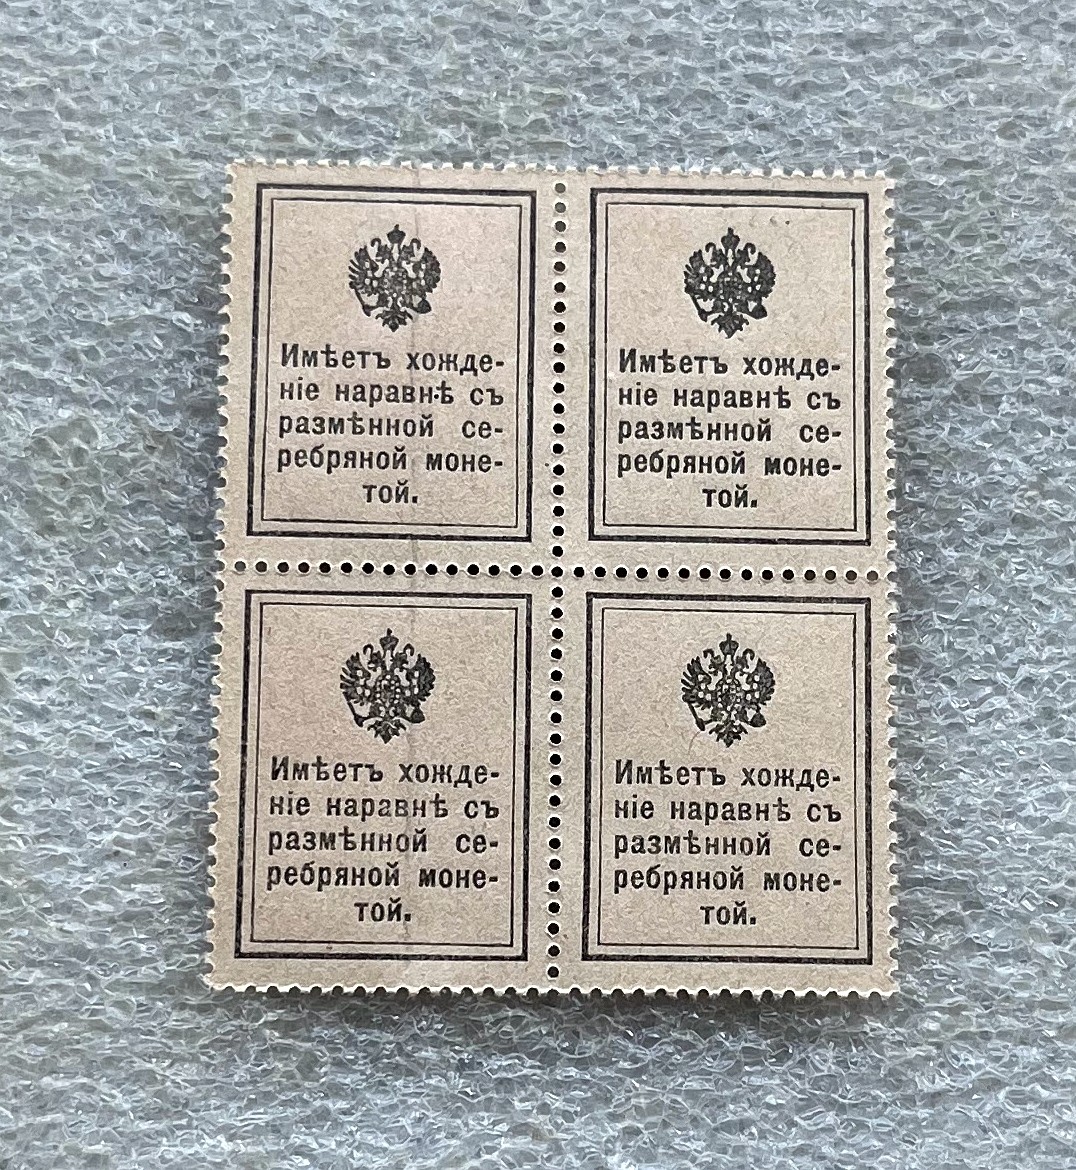 Имѣетъ хожде-
ніе наравнѣ съ
размѣнной се-
ребряной моне-
той.
Имѣетъ хожде-
ніе наравнѣ съ
размѣнной се-
ребряной моне-
той.
Имѣетъ хожде-
ніе наравнѣ съ
размѣнной се-
ребряной моне-
той.
Имѣетъ хожде-
ніе наравнѣ съ
размѣнной се-
ребряной моне-
той.